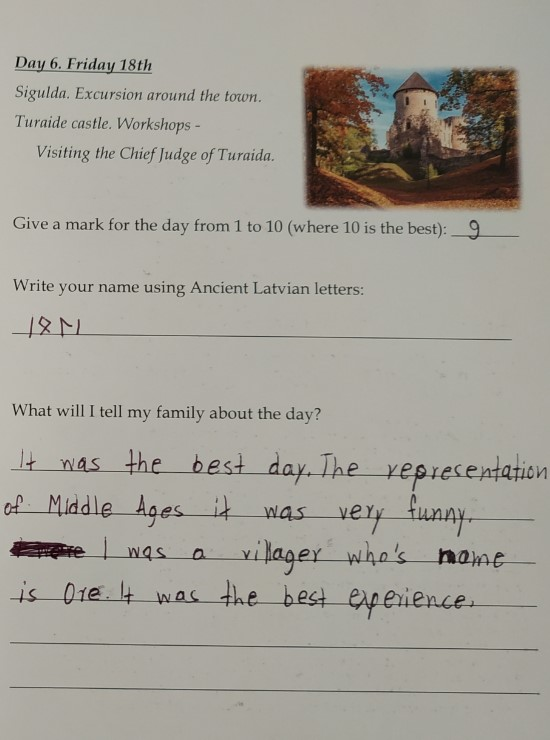 Day 6. Friday 18th
Sigulda. Excursion around the town.
Turaide castle. Workshops -
Visiting the Chief Judge of Turaida.
Give a mark for the day from 1 to 10 (where 10 is the best): 9
Write your name using Ancient Latvian letters:
What will I tell my family about the day?
It was the best day. The representation
of Middle Ages it was very funny.
I was a villager who's name
is Ore. It was the best experience.